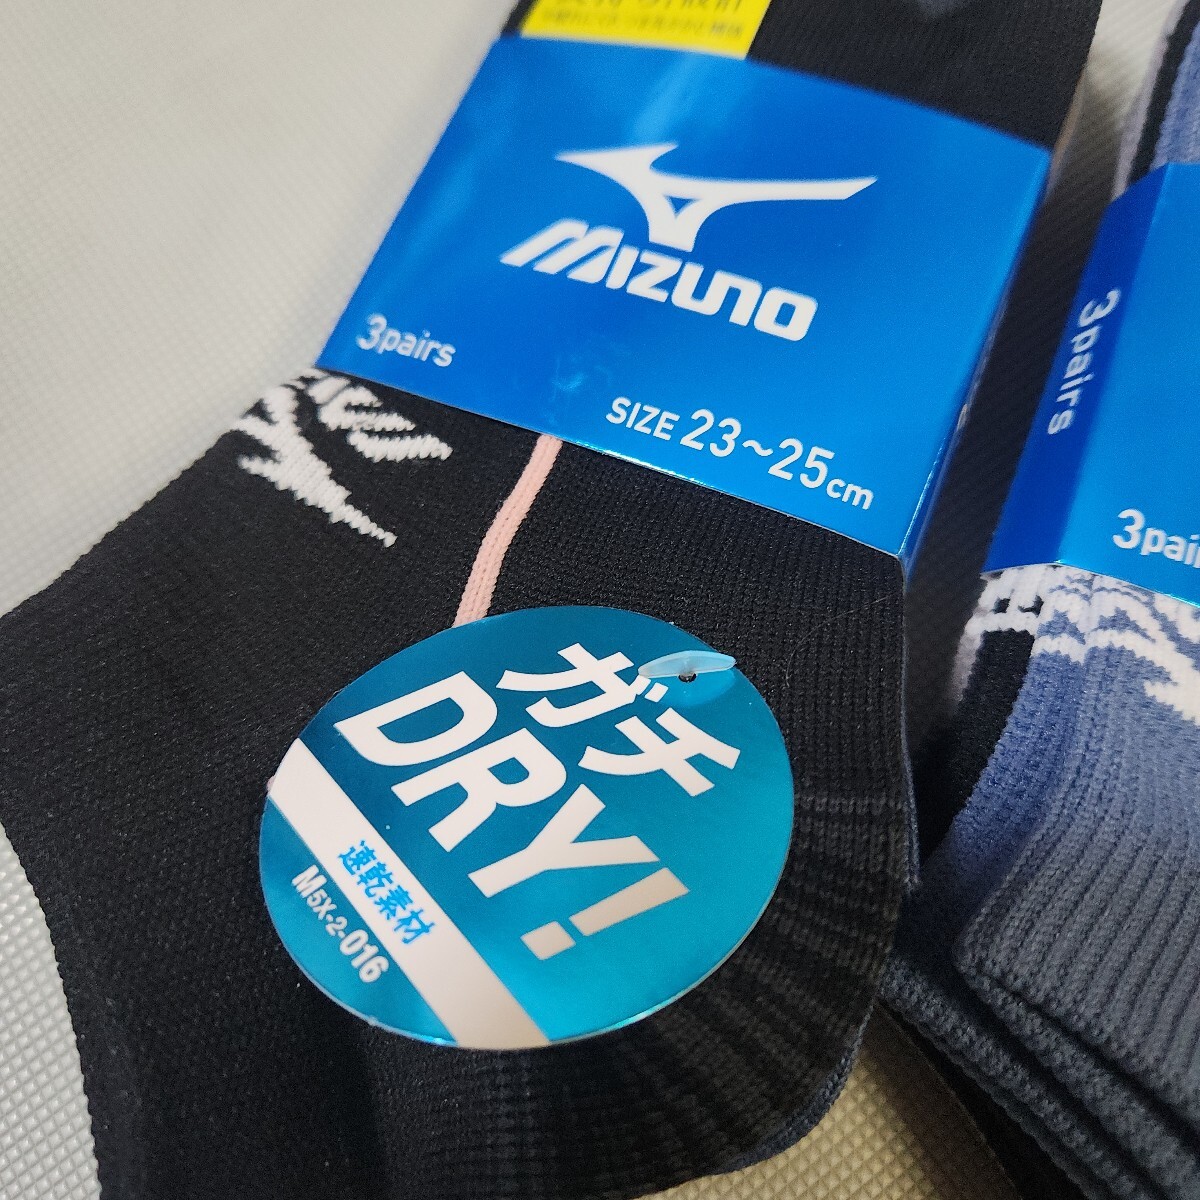 MIZUNO
3pairs
SIZE 23~25cm
ガチ
DRY!
速乾素材
M5X-2-016
3pairs
3pai